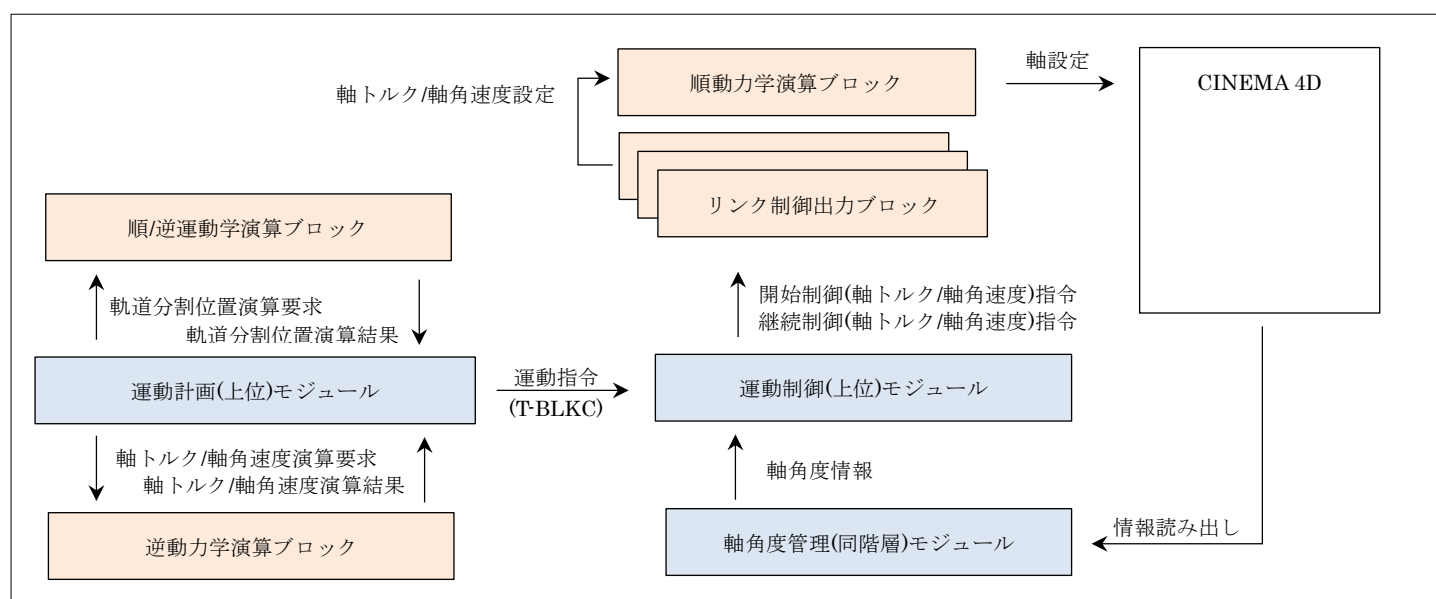 軸設定
順動力学演算ブロック
CINEMA 4D
軸トルク/軸角速度設定
リンク制御出力ブロック
順/逆運動学演算ブロック
軌道分割位置演算要求
軌道分割位置演算結果
開始制御(軸トルク/軸角速度)指令
継続制御(軸トルク/軸角速度)指令
運動計画(上位)モジュール
運動指令
(T-BLKC)
運動制御(上位)モジュール
軸トルク/軸角速度演算要求
軸トルク/軸角速度演算結果
軸角度情報
逆動力学演算ブロック
軸角度管理(同階層)モジュール
情報読み出し